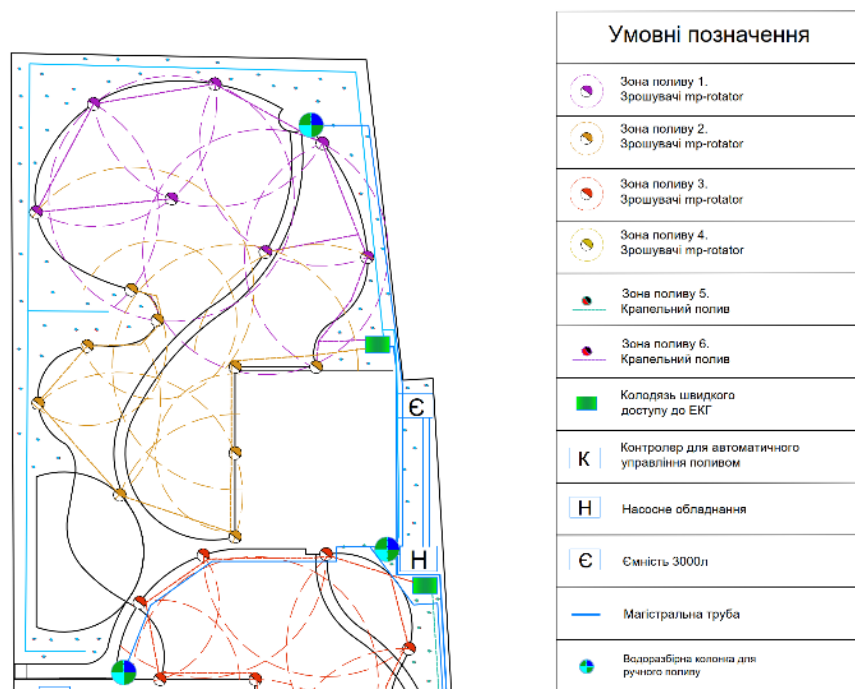 Умовні позначення
Зона поливу 1.
Зрошувачі mp-rotator
Зона поливу 2.
Зрошувачі mp-rotator
Зона поливу 3.
Зрошувачі mp-rotator
Зона поливу 4.
Зрошувачі mp-rotator
Зона поливу 5.
Крапельний полив
Зона поливу 6.
Крапельний полив
Колодязь швидкого
доступу до ЕКГ
К
Контролер для автоматичного
управління поливом
Н
Насосне обладнання
Є
Ємність 3000л
Магістральна труба
Водоразбірна колонка для
ручного поливу
Є
Н